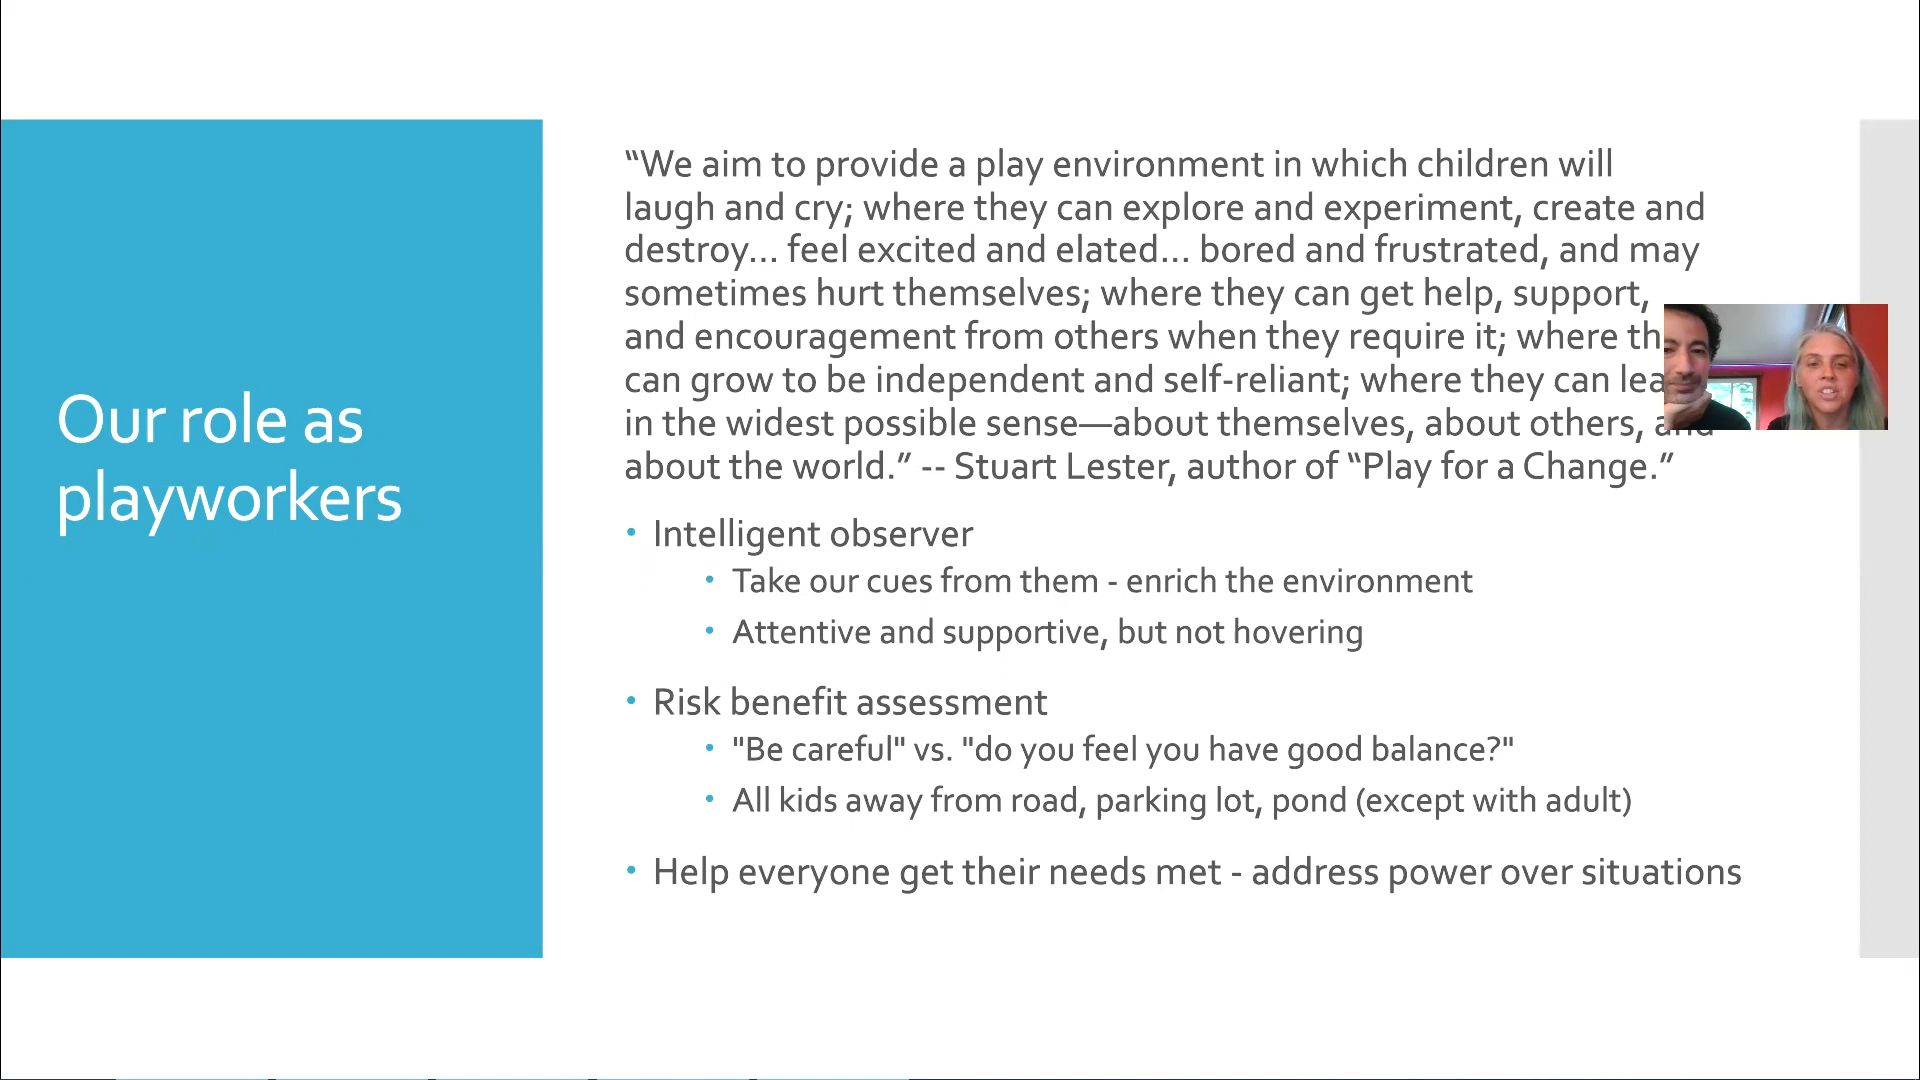 Our role as
playworkers
“We aim to provide a play environment in which children will
laugh and cry; where they can explore and experiment, create and
destroy... feel excited and elated... bored and frustrated, and may
sometimes hurt themselves; where they can get help, support,
and encouragement from others when they require it; where
can grow to be independent and self-reliant; where they can
in the widest possible sense—about themselves, about others, and
about the world.” -- Stuart Lester, author of “Play for a Change.”
• Intelligent observer
• Take our cues from them - enrich the environment
• Attentive and supportive, but not hovering
• Risk benefit assessment
• "Be careful" vs. "do you feel you have good balance?"
• All kids away from road, parking lot, pond (except with adult)
• Help everyone get their needs met - address power over situations